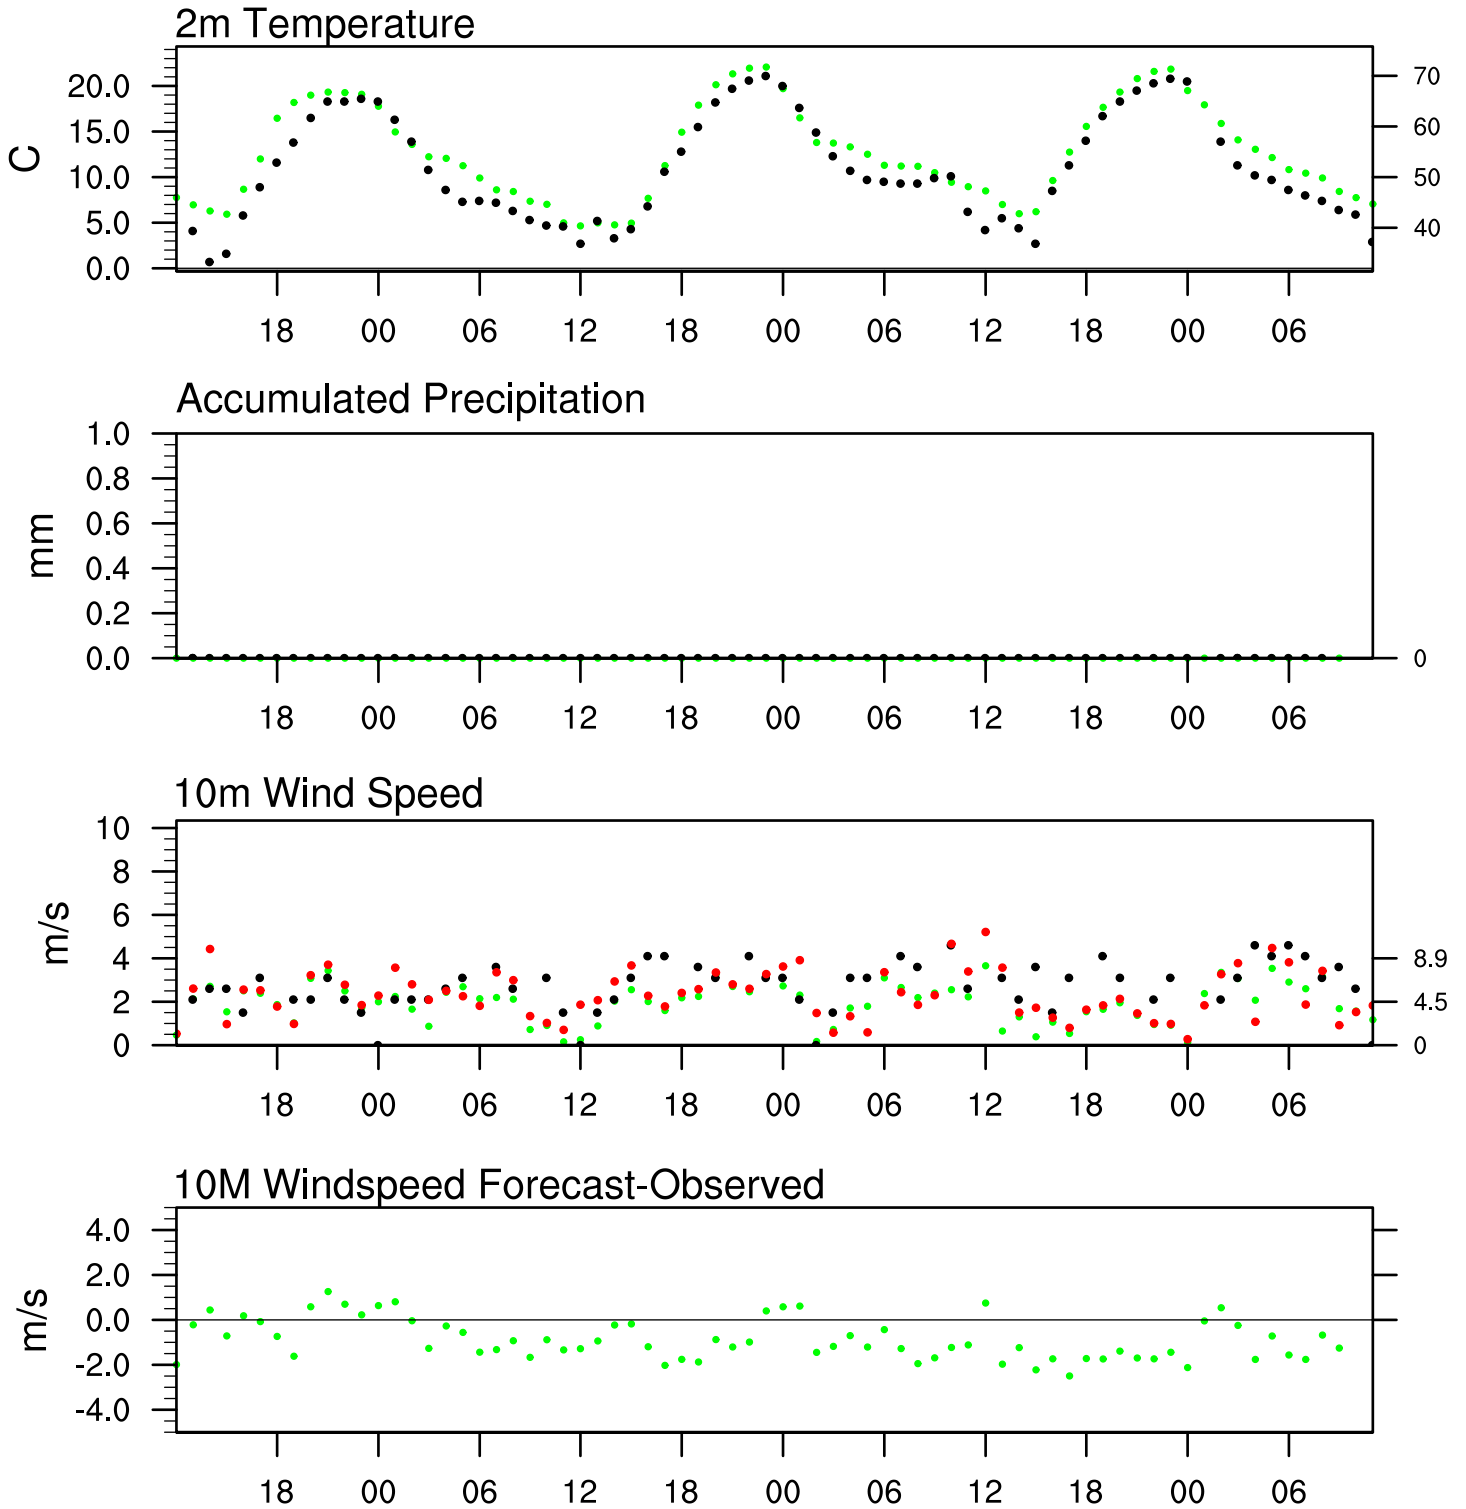 2m Temperature
20.0
15.0
10.0
5.0
0.0
C
70
60
50
40
18 00 06 12 18 00 06 12 18 00 06
Accumulated Precipitation
1.0
0.8
0.6
0.4
0.2
0.0
mm
0
18 00 06 12 18 00 06 12 18 00 06
10m Wind Speed
10
8
6
4
2
0
m/s
8.9
4.5
0
18 00 06 12 18 00 06 12 18 00 06
10M Windspeed Forecast-Observed
4.0
2.0
0.0
-2.0
-4.0
m/s
18 00 06 12 18 00 06 12 18 00 06